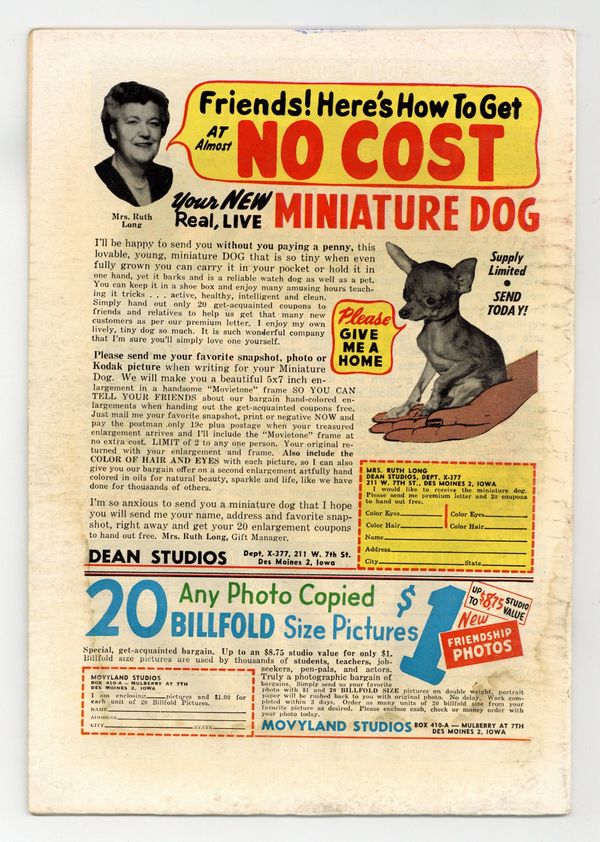 Friends! Here's How To Get
AT Almost NO COST
Your NEW Real, LIVE MINIATURE DOG
Mrs. Ruth
Long
I'll be happy to send you without you paying a penny, this
lovable, young, miniature DOG that is so tiny when even
fully grown you can carry it in your pocket or hold it in
one hand, yet it barks and is a reliable watch dog as well as a pet.
You can keep it in a shoe box and enjoy many amusing hours teach-
ing it tricks . . . active, healthy, intelligent and clean.
Simply hand out only 20 get-acquainted coupons to
friends and relatives to help us get that many new
customers as per our premium letter. I enjoy my own
lively, tiny dog so much. It is such wonderful company
that I'm sure you'll simply love one yourself.
Supply
Limited
•
SEND
TODAY!
Please
GIVE
ME A
HOME
Please send me your favorite snapshot, photo or
Kodak picture when writing for your Miniature
Dog. We will make you a beautiful 5x7 inch en-
largement in a handsome "Movietone" frame SO YOU CAN
TELL YOUR FRIENDS about our bargain hand-colored en-
largements when handing out the get-acquainted coupons free.
Just mail me your favorite snapshot, print or negative NOW and
pay the postman only 19c plus postage when your treasured
enlargement arrives and I'll include the "Movietone" frame at
no extra cost. LIMIT of 2 to any one person. Your original re-
turned with your enlargement and frame. Also include the
COLOR OF HAIR AND EYES with each picture, so I can also
give you our bargain offer on a second enlargement artfully hand
colored in oils for natural beauty, sparkle and life, like we have
done for thousands of others.
I'm so anxious to send you a miniature dog that I hope
you will send me your name, address and favorite snap-
shot, right away and get your 20 enlargement coupons
to hand out free. Mrs. Ruth Long, Gift Manager.
DEAN STUDIOS Dept. X-377, 211 W. 7th St.
Des Moines 2, Iowa
MRS. RUTH LONG
DEAN STUDIOS, DEPT. X-377
211 W. 7TH ST., DES MOINES 2, IOWA
I would like to receive the miniature dog.
Please send me premium letter and 20 coupons
to hand out free.
Color Eyes Color Eyes
Color Hair Color Hair
Name
Address
City State
20 Any Photo Copied
BILLFOLD Size Pictures $1
UP TO $8.75 STUDIO VALUE
New
FRIENDSHIP
PHOTOS
Special, get-acquainted bargain. Up to an $8.75 studio value for only $1.
Billfold size pictures are used by thousands of students, teachers, job-
seekers, pen-pals, and actors.
Truly a photographic bargain of
bargains. Simply send us your favorite
photo with $1 and 20 BILLFOLD SIZE pictures on double weight, portrait
paper will be rushed back to you with original photo. No delay. Work com-
pleted within 3 days. Order as many units of 20 billfold size from your
favorite picture as desired. Please enclose cash, check or money order with
your photo today.
MOVYLAND STUDIOS
BOX 410-A — MULBERRY AT 7TH
DES MOINES 2, IOWA
I am enclosing pictures and $1.00 for
each unit of 20 Billfold Pictures.
NAME
ADDRESS
CITY STATE
MOVYLAND STUDIOS BOX 410-A — MULBERRY AT 7TH
DES MOINES 2, IOWA